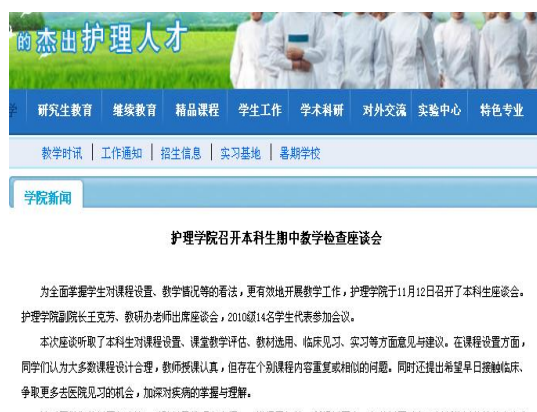 的杰出护理人才
研究生教育 继续教育 精品课程 学生工作 学术科研 对外交流 实验中心 特色专业
教学时讯 | 工作通知 | 招生信息 | 实习基地 | 暑期学校
学院新闻
护理学院召开本科生期中教学检查座谈会
为全面掌握学生对课程设置、教学情况等的看法，更有效地开展教学工作，护理学院于11月12日召开了本科生座谈会。
护理学院副院长王克芳、教研办老师出席座谈会，2010级14名学生代表参加会议。
本次座谈听取了本科生对课程设置、课堂教学评估、教材选用、临床见习、实习等方面意见与建议。在课程设置方面，
同学们认为大多数课程设计合理，教师授课认真，但存在个别课程内容重复或相似的问题。同时还提出希望早日接触临床、
争取更多去医院见习的机会，加深对疾病的掌握与理解。